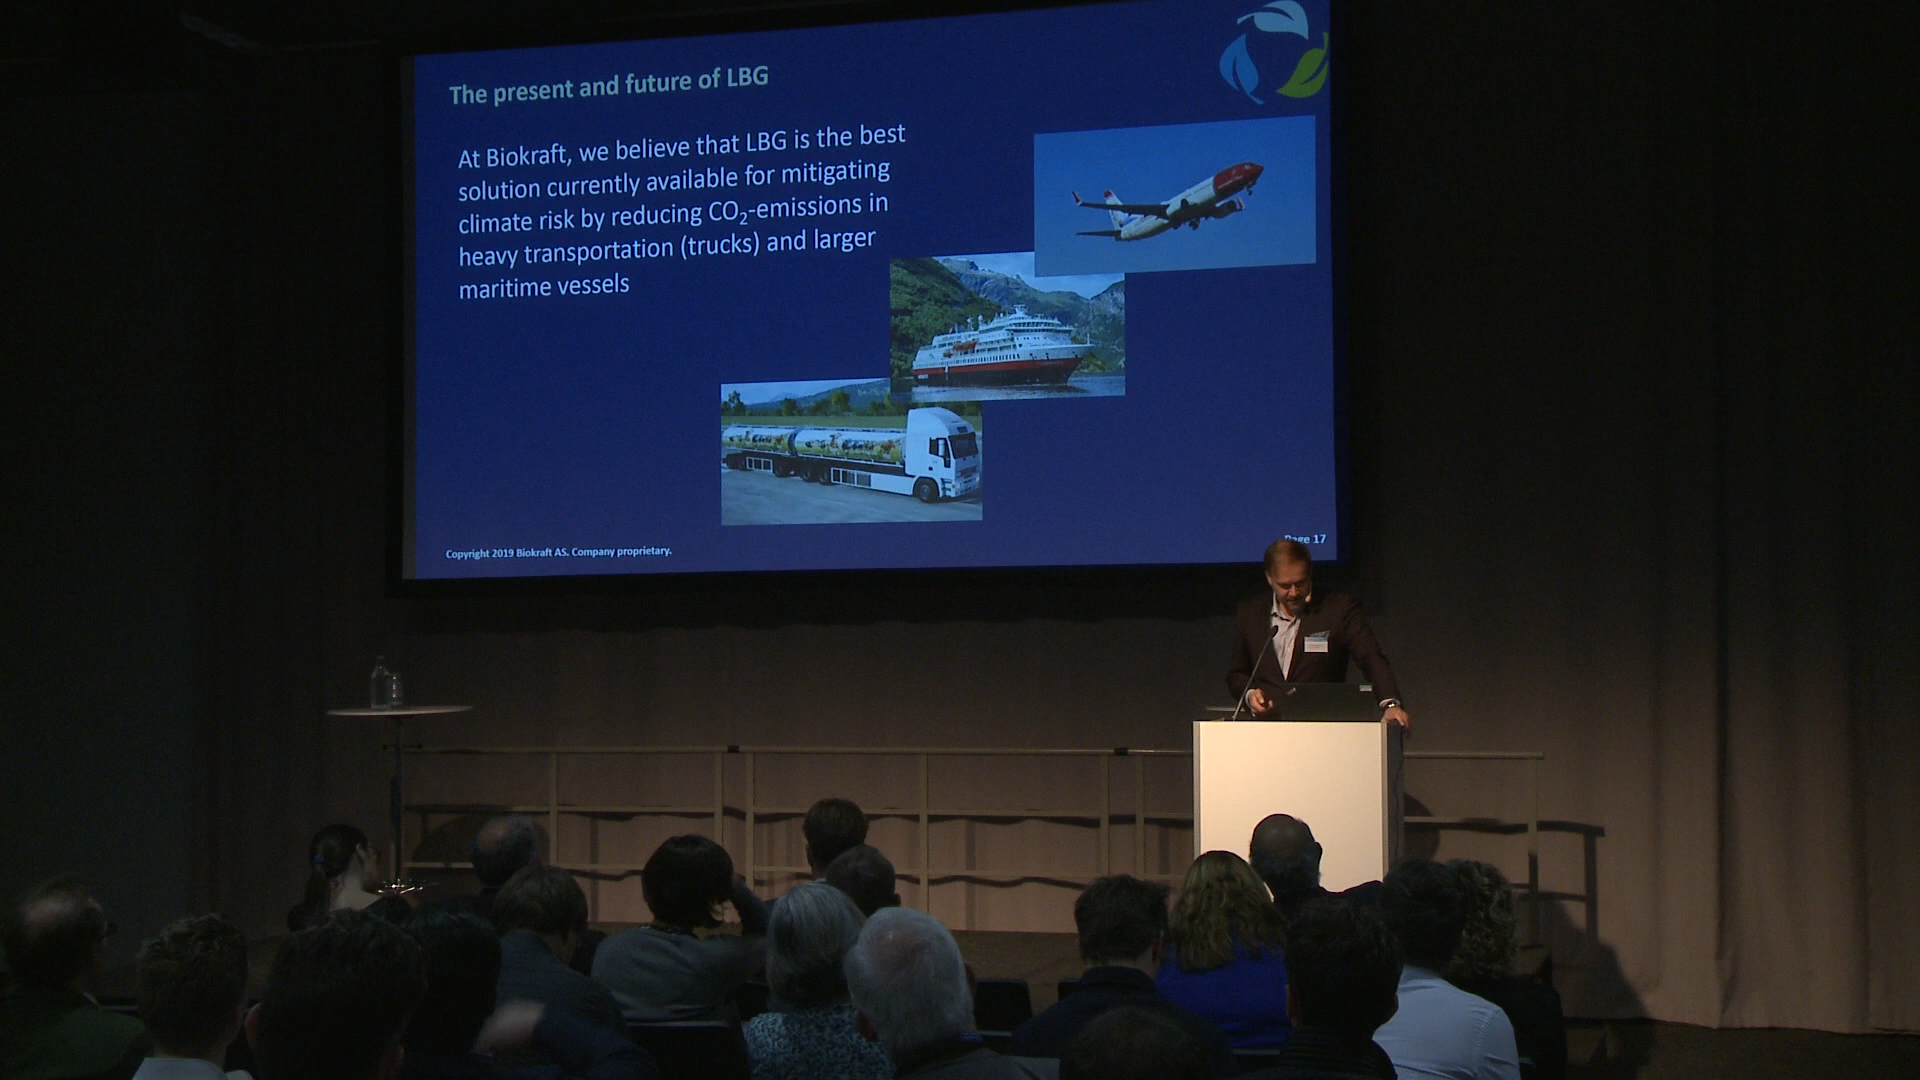 The present and future of LBG
At Biokraft, we believe that LBG is the best
solution currently available for mitigating
climate risk by reducing CO₂-emissions in
heavy transportation (trucks) and larger
maritime vessels
Copyright 2019 Biokraft AS. Company proprietary.
Page 17